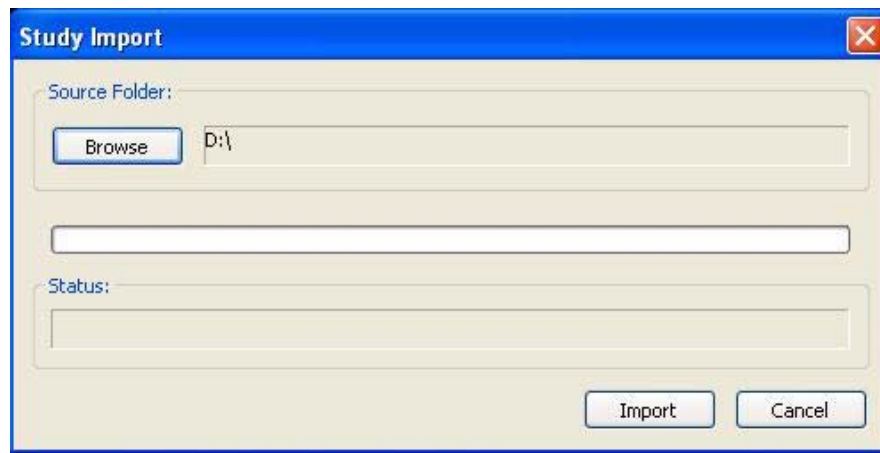 Study Import
Source Folder:
Browse
D:\
Status:
Import
Cancel